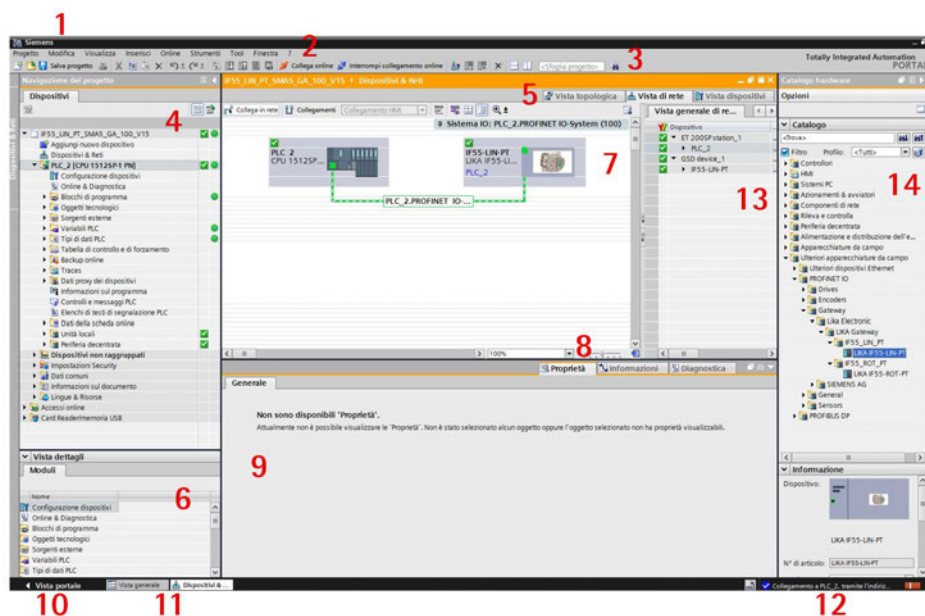 1
Siemens
Progetto Modifica Visualizza Inserisci Online Strumenti Tool Finestra ?
2
3
Totally Integrated Automation
PORTAL
Salva progetto
Collega online
Interrompi collegamento online
<Sfoglia progetto>
Navigazione del progetto
IF55_LIN_PT_SMAS_GA_100_V15 › Dispositivi & Reti
Catalogo hardware
Dispositivi
5
Vista topologica
Vista di rete
Vista dispositivi
Opzioni
4
Collega in rete
Collegamenti
Collegamento HMI
Vista generale di re...
Sistema IO: PLC_2.PROFINET IO-System (100)
IF55_LIN_PT_SMAS_GA_100_V15
Aggiungi nuovo dispositivo
Dispositivi & Reti
PLC_2 [CPU 1512SP-1 PN]
Configurazione dispositivi
Online & Diagnostica
Blocchi di programma
Oggetti tecnologici
Sorgenti esterne
Variabili PLC
Tipi di dati PLC
Tabella di controllo e di forzamento
Backup online
Traces
Dati proxy dei dispositivi
Informazioni sul programma
Controlli e messaggi PLC
Elenchi di testi di segnalazione PLC
Dati della scheda online
Unità locali
Periferia decentrata
Dispositivi non raggruppati
Impostazioni Security
Dati comuni
Informazioni sul documento
Lingue & Risorse
Accessi online
Card Reader/memoria USB
PLC_2
CPU 1512SP...
IF55-LIN-PT
LIKA IF55-LI...
PLC_2
7
PLC_2.PROFINET IO-...
100%
8
Dispositivo
ET 200SP station_1
PLC_2
GSD device_1
IF55-LIN-PT
13
Catalogo
<Trova>
Filtro
Profilo:
<Tutti>
14
Controllori
HMI
Sistemi PC
Azionamenti & avviatori
Componenti di rete
Rileva e controlla
Periferia decentrata
Alimentazione e distribuzione dell'e...
Apparecchiature da campo
Ulteriori apparecchiature da campo
Ulteriori dispositivi Ethernet
PROFINET IO
Drives
Encoders
Gateway
Lika Electronic
LIKA Gateway
IF55_LIN_PT
LIKA IF55-LIN-PT
IF55_ROT_PT
LIKA IF55-ROT-PT
SIEMENS AG
General
Sensors
PROFIBUS DP
Proprietà
Informazioni
Diagnostica
Generale
Non sono disponibili 'Proprietà'.
Attualmente non è possibile visualizzare le 'Proprietà'. Non è stato selezionato alcun oggetto oppure l'oggetto selezionato non ha proprietà visualizzabili.
9
Vista dettagli
Moduli
6
Nome
Configurazione dispositivi
Online & Diagnostica
Blocchi di programma
Oggetti tecnologici
Sorgenti esterne
Variabili PLC
Tipi di dati PLC
Informazione
Dispositivo:
LIKA IF55-LIN-PT
N° di articolo:
LIKA IF55-LIN-PT
Vista portale
Vista generale
Dispositivi &...
Collegamento a PLC_2, tramite l'indiriz...
10
11
12